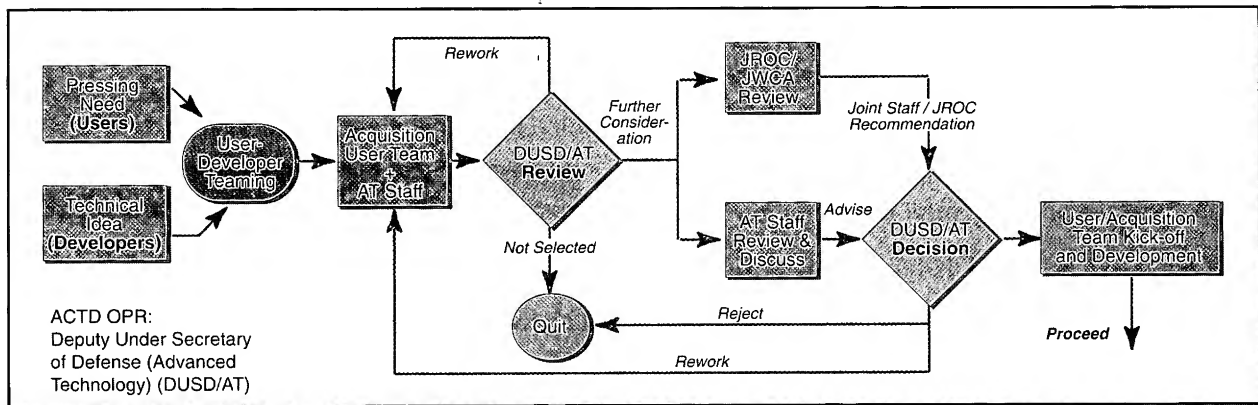 Pressing
Need
(Users)
Technical
Idea
(Developers)
User-
Developer
Teaming
Acquisition
User Team
+
AT Staff
Rework
DUSD/AT
Review
Further
Consider-
ation
Not Selected
Quit
JROC/
JWCA
Review
Joint Staff / JROC
Recommendation
AT Staff
Review &
Discuss
Advise
DUSD/AT
Decision
User/Acquisition
Team Kick-off
and Development
Proceed
Reject
Rework
ACTD OPR:
Deputy Under Secretary
of Defense (Advanced
Technology) (DUSD/AT)